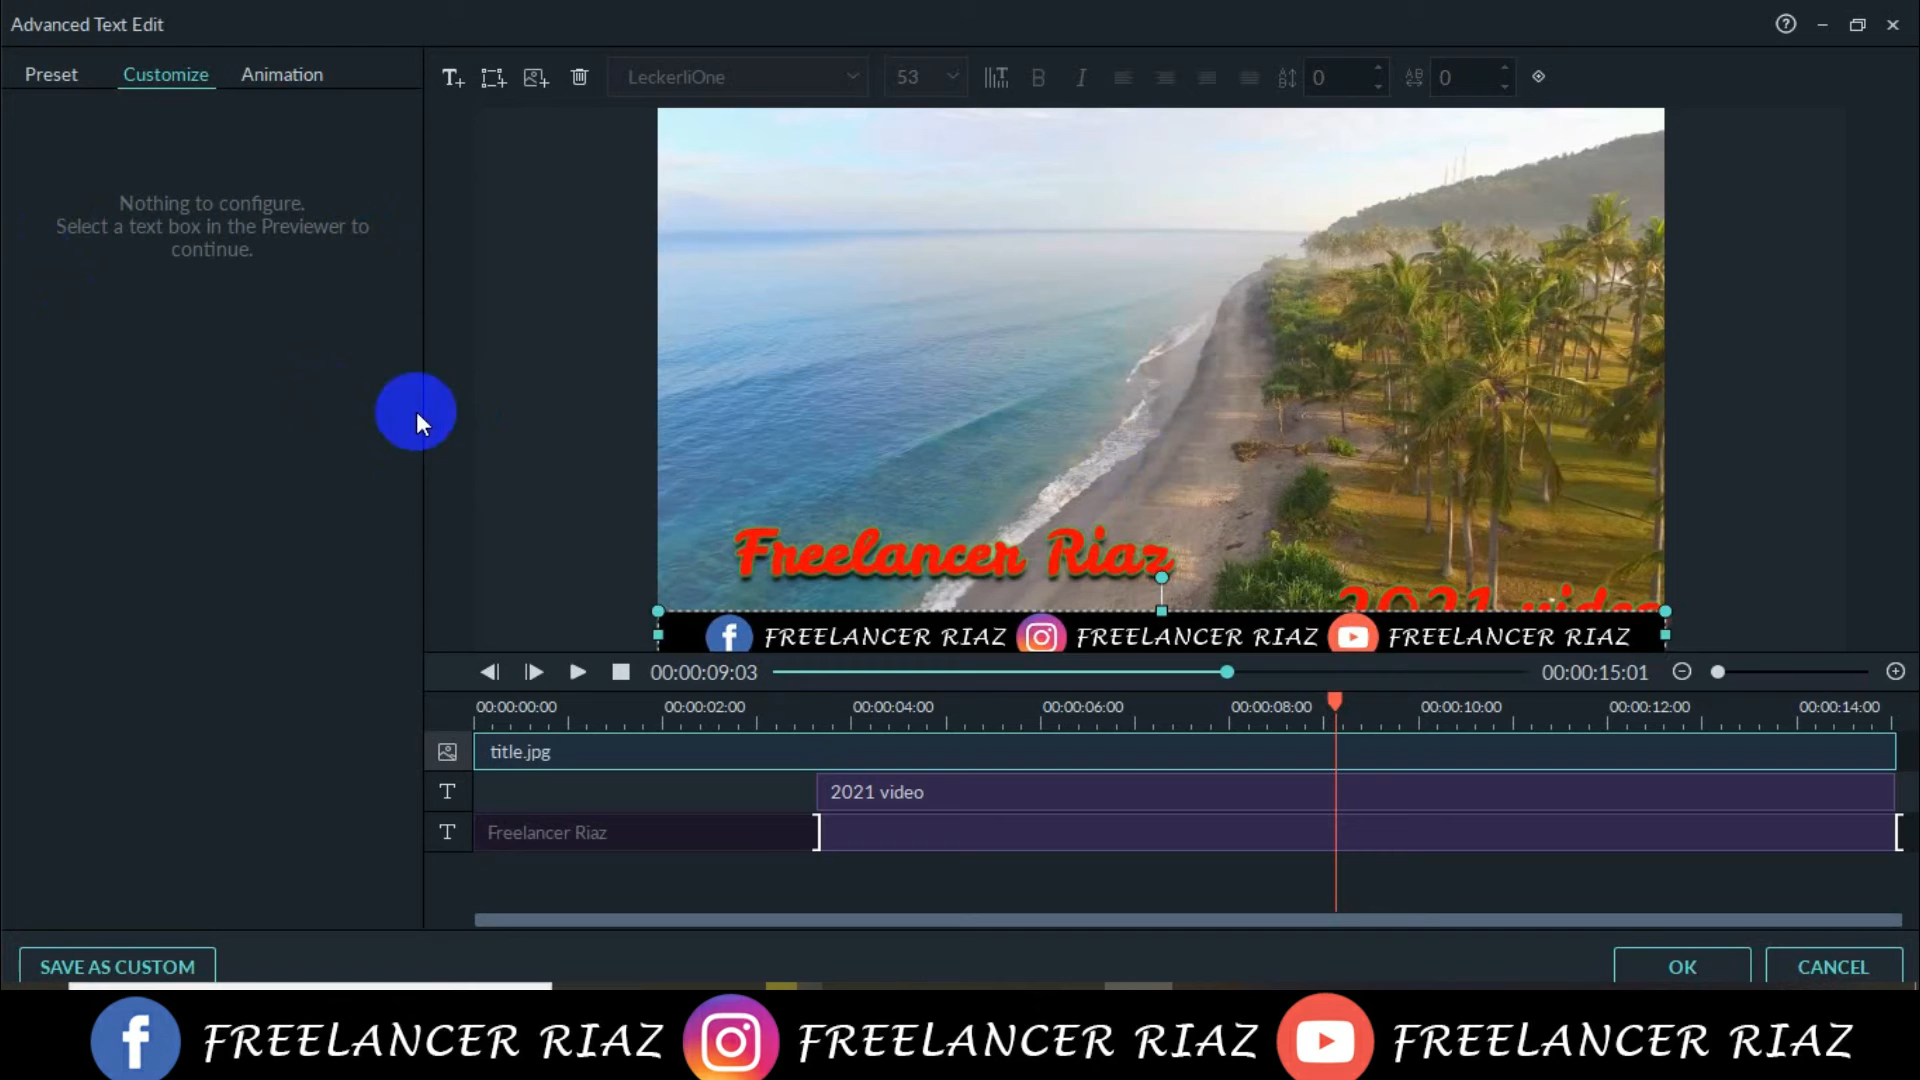 Advanced Text Edit
Preset Customize Animation
LeckerliOne 53 B I 0 0
Nothing to configure.
Select a text box in the Previewer to
continue.
Freelancer Riaz
2021 video
FREELANCER RIAZ FREELANCER RIAZ FREELANCER RIAZ
00:00:09:03 00:00:15:01
00:00:00:00 00:00:02:00 00:00:04:00 00:00:06:00 00:00:08:00 00:00:10:00 00:00:12:00 00:00:14:00
title.jpg
2021 video
Freelancer Riaz
SAVE AS CUSTOM OK CANCEL
FREELANCER RIAZ FREELANCER RIAZ FREELANCER RIAZ